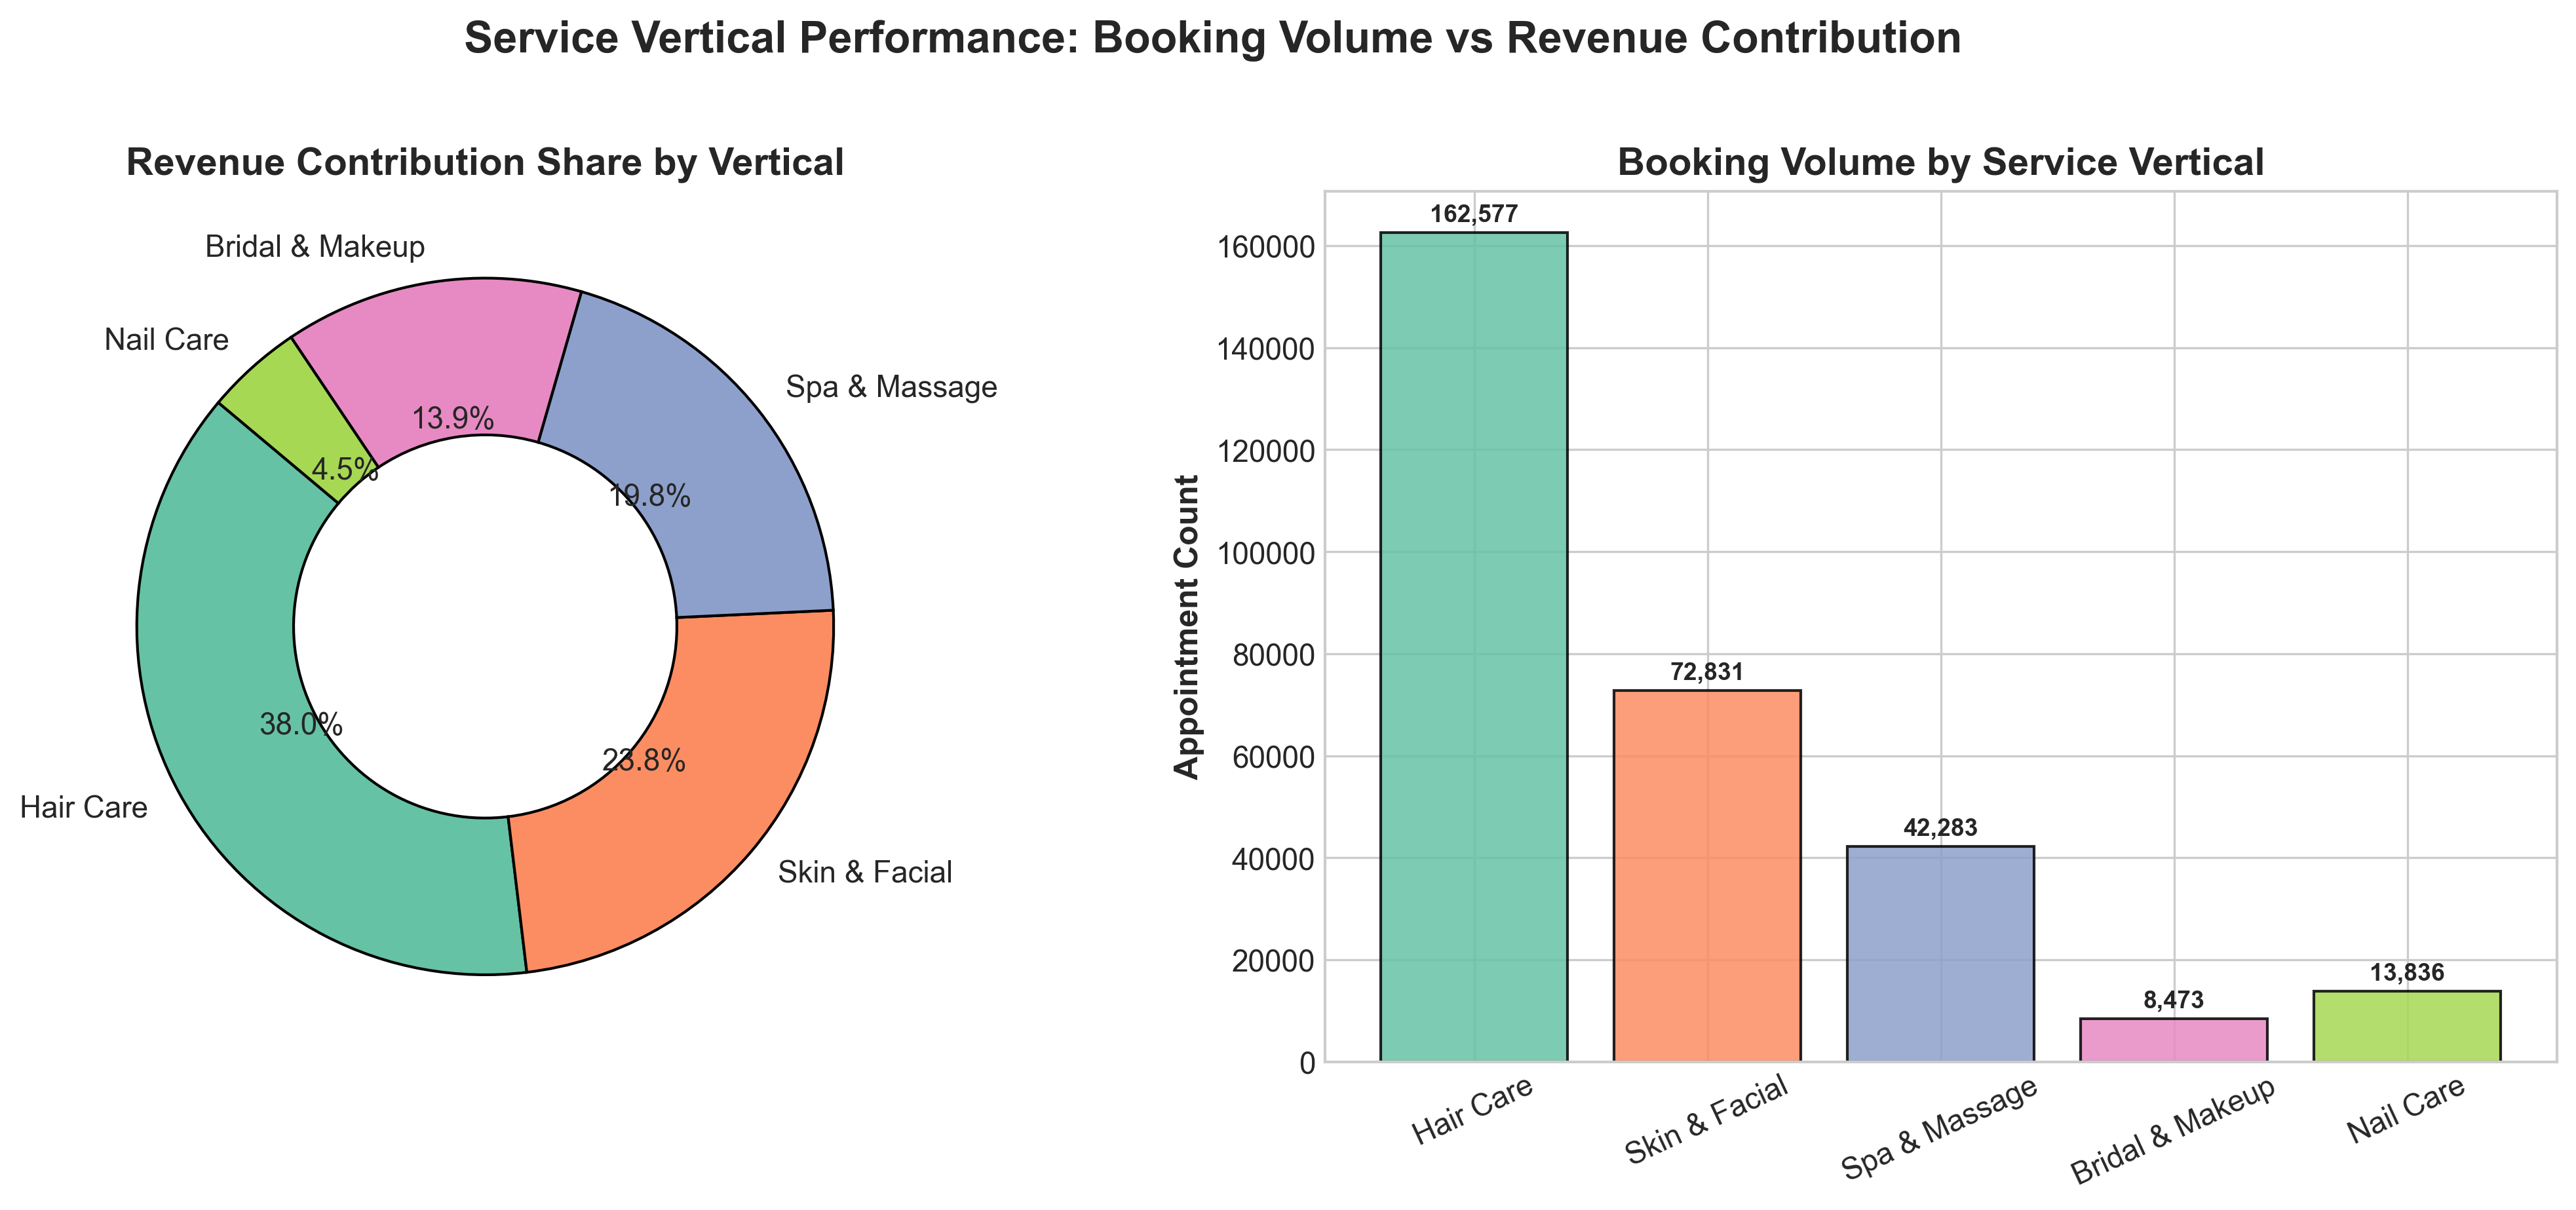 Service Vertical Performance: Booking Volume vs Revenue Contribution
Revenue Contribution Share by Vertical
Bridal & Makeup
Nail Care
Spa & Massage
13.9%
4.5%
19.8%
38.0%
23.8%
Hair Care
Skin & Facial
Booking Volume by Service Vertical
Appointment Count
160000
140000
120000
100000
80000
60000
40000
20000
0
162,577
72,831
42,283
8,473
13,836
Hair Care
Skin & Facial
Spa & Massage
Bridal & Makeup
Nail Care